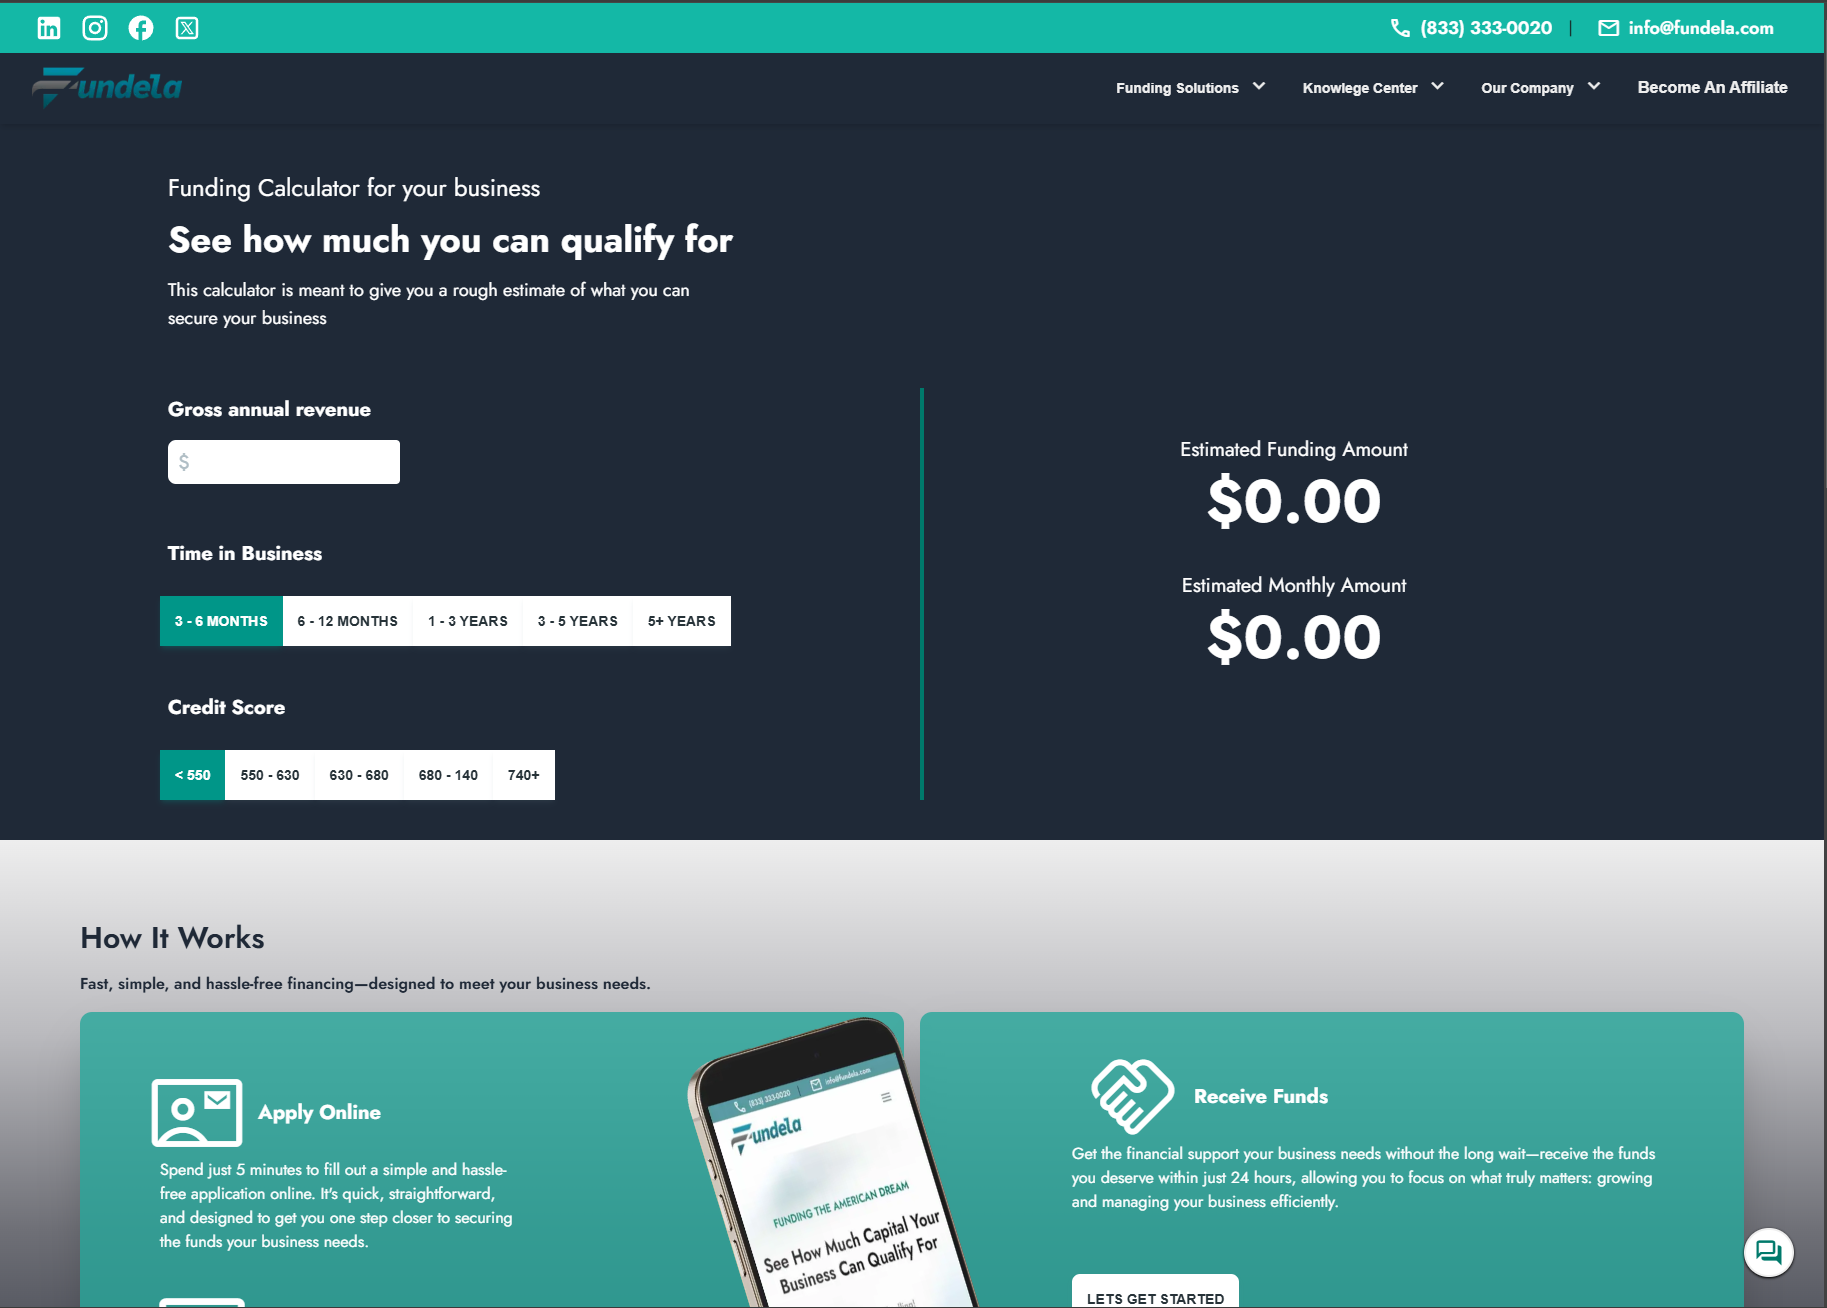 (833) 333-0020 | info@fundela.com
Fundela
Funding Solutions
Knowlege Center
Our Company
Become An Affiliate
Funding Calculator for your business
See how much you can qualify for
This calculator is meant to give you a rough estimate of what you can
secure your business
Gross annual revenue
$
Time in Business
3 - 6 MONTHS
6 - 12 MONTHS
1 - 3 YEARS
3 - 5 YEARS
5+ YEARS
Credit Score
< 550
550 - 630
630 - 680
680 - 140
740+
Estimated Funding Amount
$0.00
Estimated Monthly Amount
$0.00
How It Works
Fast, simple, and hassle-free financing—designed to meet your business needs.
Apply Online
Spend just 5 minutes to fill out a simple and hassle-
free application online. It's quick, straightforward,
and designed to get you one step closer to securing
the funds your business needs.
(833) 333-0020
info@fundela.com
Fundela
FUNDING THE AMERICAN DREAM
See How Much Capital Your
Business Can Qualify For
Receive Funds
Get the financial support your business needs without the long wait—receive the funds
you deserve within just 24 hours, allowing you to focus on what truly matters: growing
and managing your business efficiently.
LETS GET STARTED